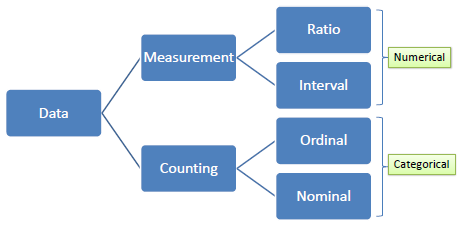 Data
Measurement
Ratio
Interval
Numerical
Counting
Ordinal
Nominal
Categorical